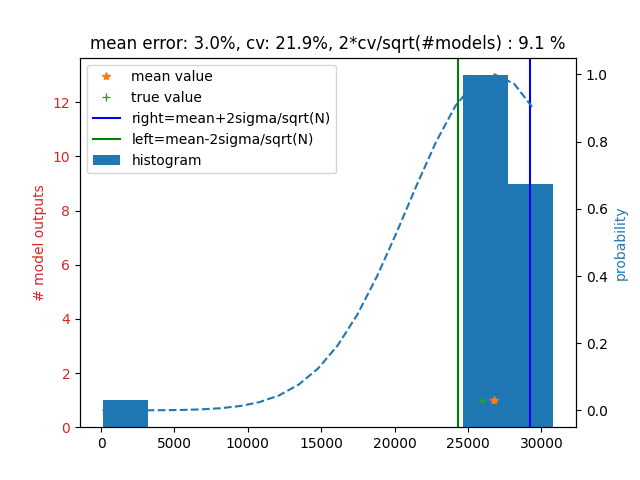 mean error: 3.0%, cv: 21.9%, 2*cv/sqrt(#models) : 9.1 %
mean value
true value
right=mean+2sigma/sqrt(N)
left=mean-2sigma/sqrt(N)
histogram
# model outputs
12
10
8
6
4
2
0
1.0
0.8
0.6
0.4
0.2
0.0
probability
0
5000
10000
15000
20000
25000
30000